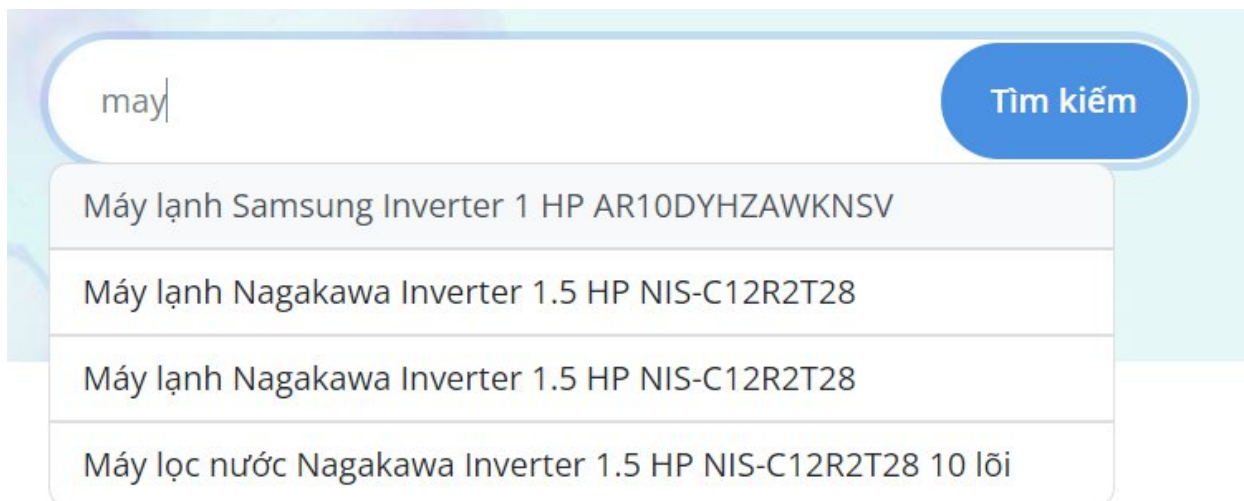 may
Tìm kiếm
Máy lạnh Samsung Inverter 1 HP AR10DYHZAWKNSV
Máy lạnh Nagakawa Inverter 1.5 HP NIS-C12R2T28
Máy lạnh Nagakawa Inverter 1.5 HP NIS-C12R2T28
Máy lọc nước Nagakawa Inverter 1.5 HP NIS-C12R2T28 10 lõi